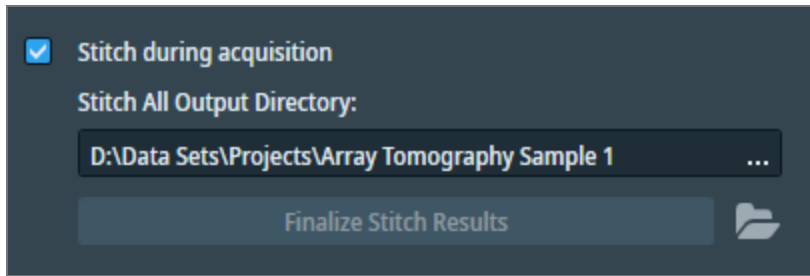 Stitch during acquisition
Stitch All Output Directory:
D:\Data Sets\Projects\Array Tomography Sample 1 ...
Finalize Stitch Results